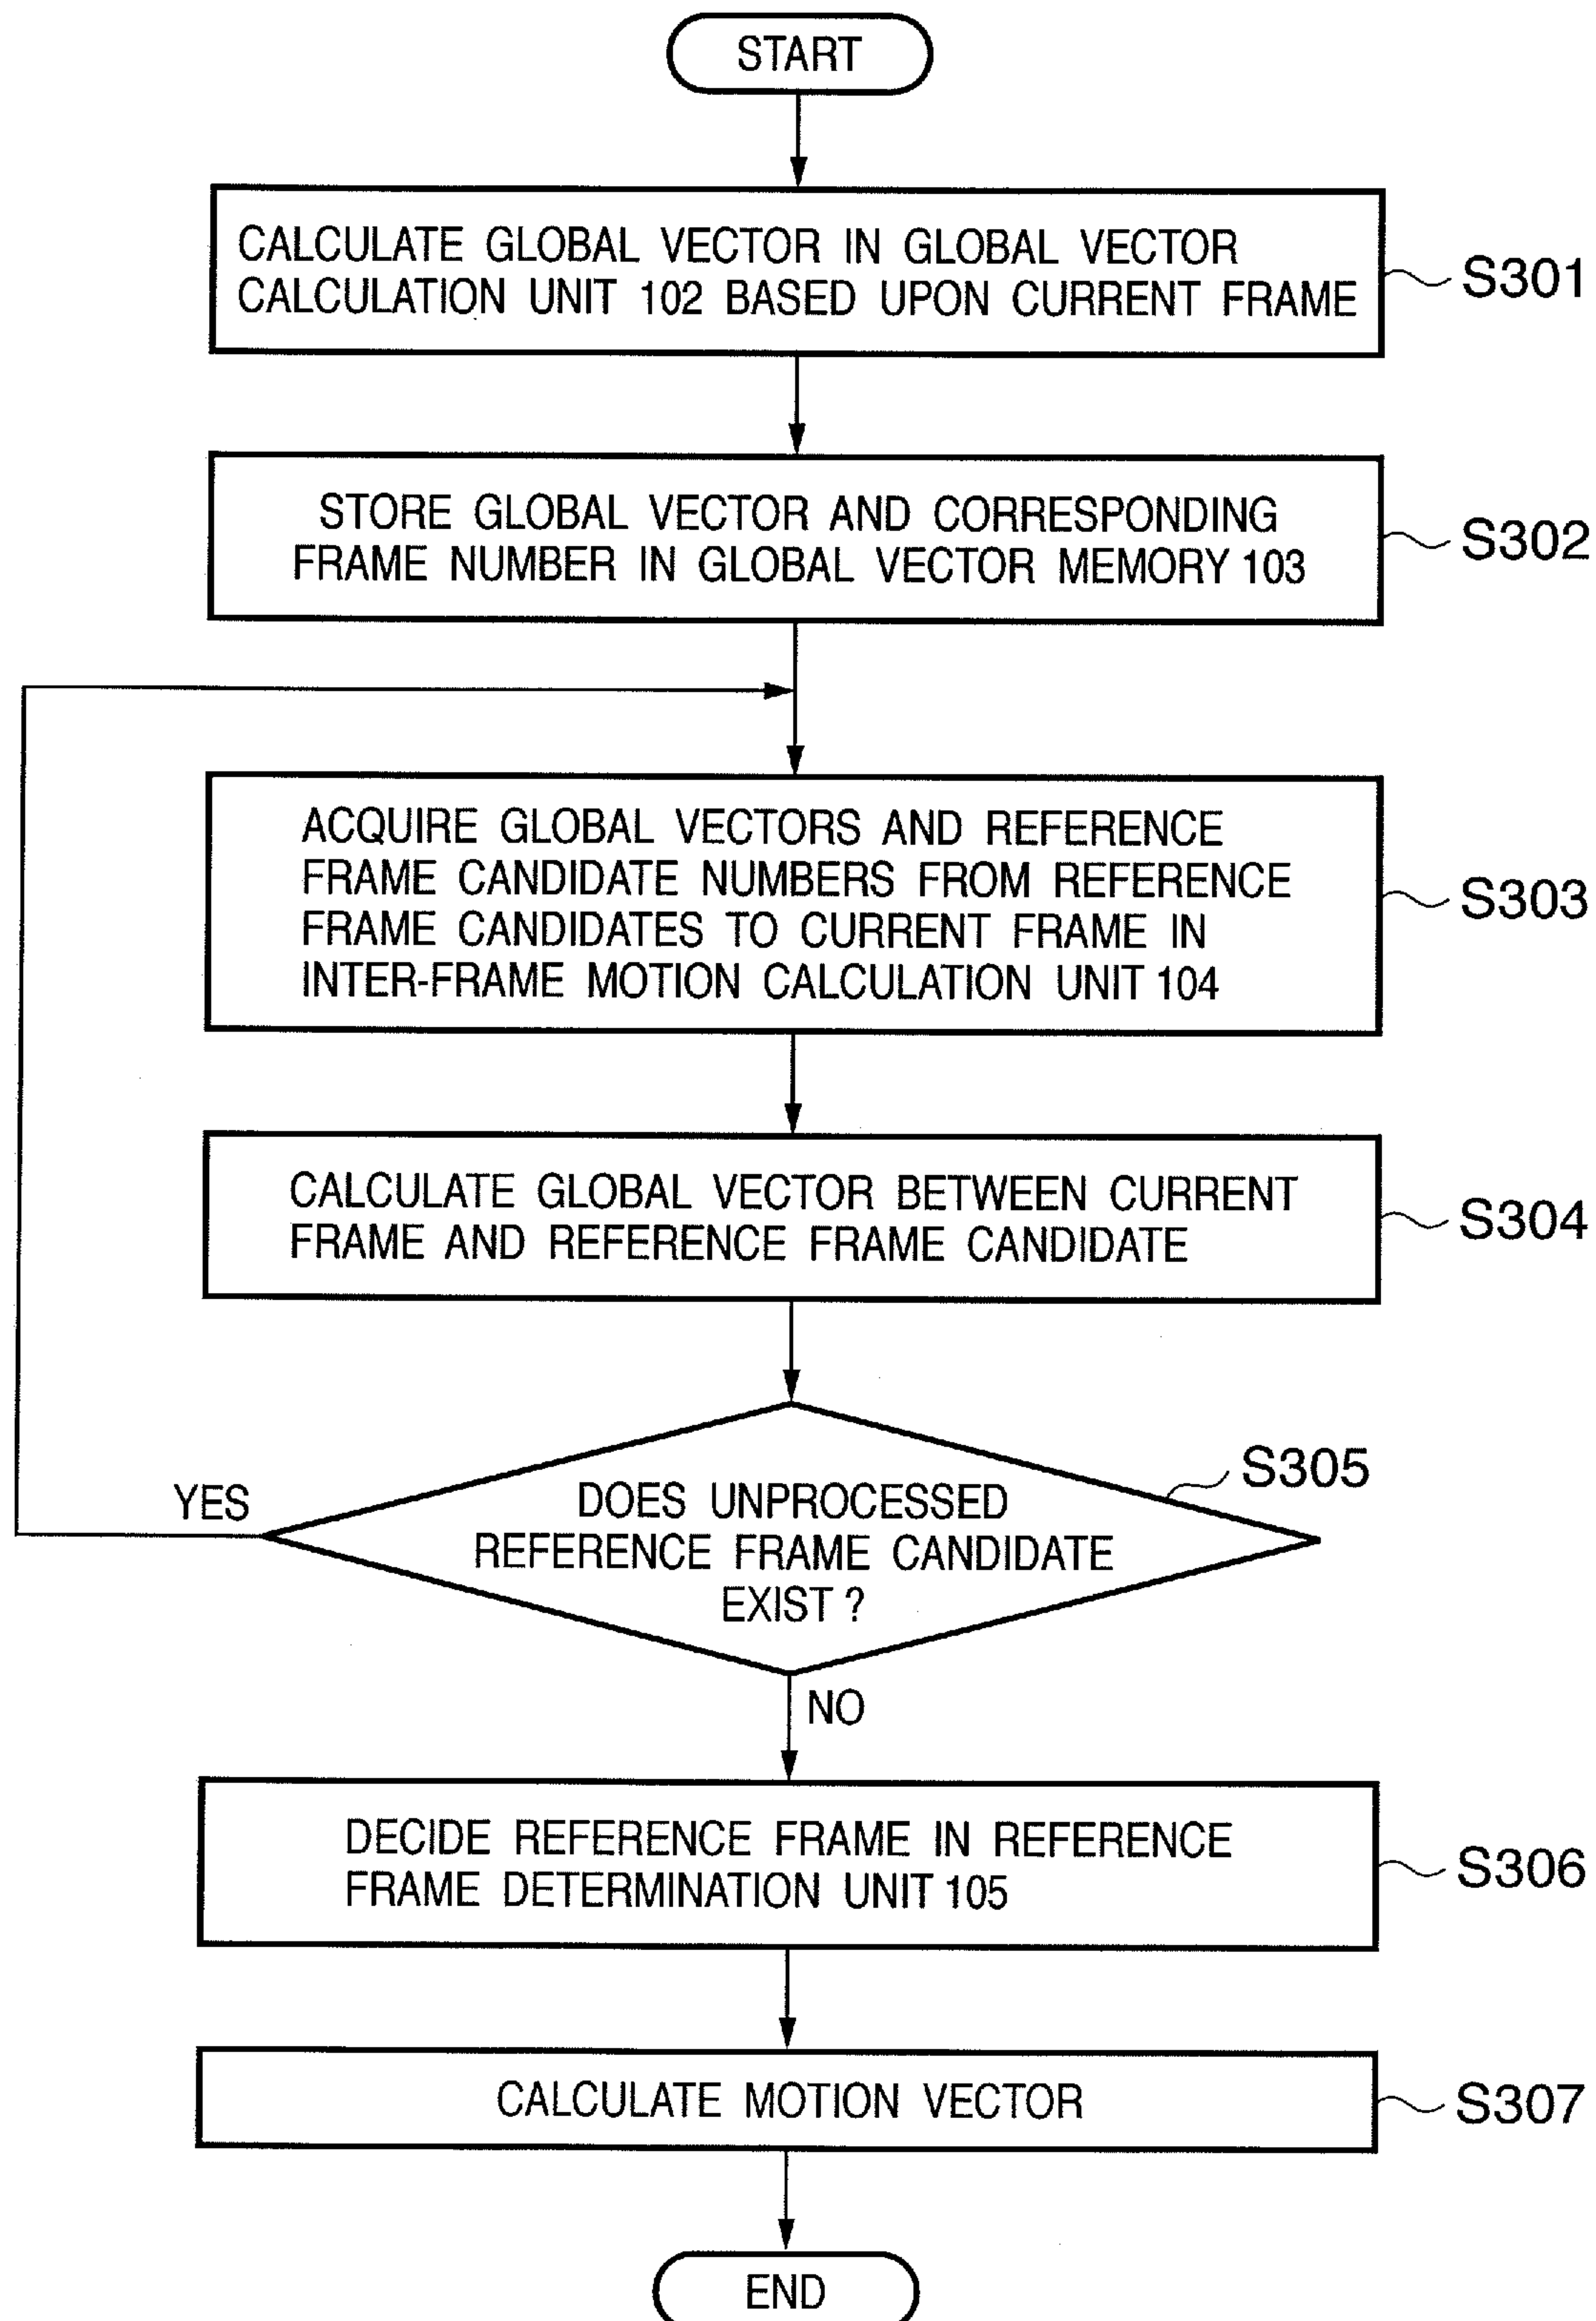 START
CALCULATE GLOBAL VECTOR IN GLOBAL VECTOR
CALCULATION UNIT 102 BASED UPON CURRENT FRAME
S301
STORE GLOBAL VECTOR AND CORRESPONDING
FRAME NUMBER IN GLOBAL VECTOR MEMORY 103
S302
ACQUIRE GLOBAL VECTORS AND REFERENCE
FRAME CANDIDATE NUMBERS FROM REFERENCE
FRAME CANDIDATES TO CURRENT FRAME IN
INTER-FRAME MOTION CALCULATION UNIT 104
S303
CALCULATE GLOBAL VECTOR BETWEEN CURRENT
FRAME AND REFERENCE FRAME CANDIDATE
S304
S305
YES
DOES UNPROCESSED
REFERENCE FRAME CANDIDATE
EXIST ?
NO
DECIDE REFERENCE FRAME IN REFERENCE
FRAME DETERMINATION UNIT 105
S306
CALCULATE MOTION VECTOR
S307
END